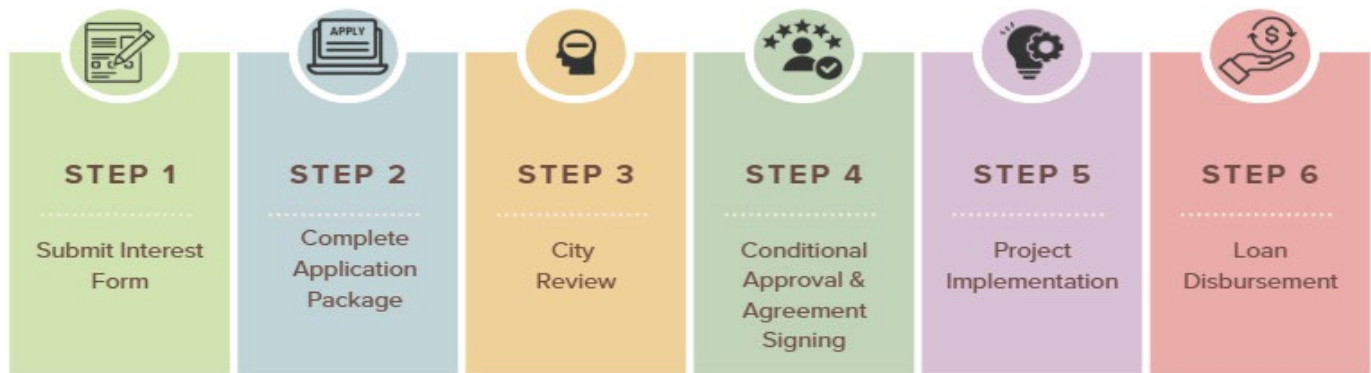 APPLY
STEP 1
Submit Interest
Form
STEP 2
Complete
Application
Package
STEP 3
City
Review
STEP 4
Conditional
Approval &
Agreement
Signing
STEP 5
Project
Implementation
$
STEP 6
Loan
Disbursement